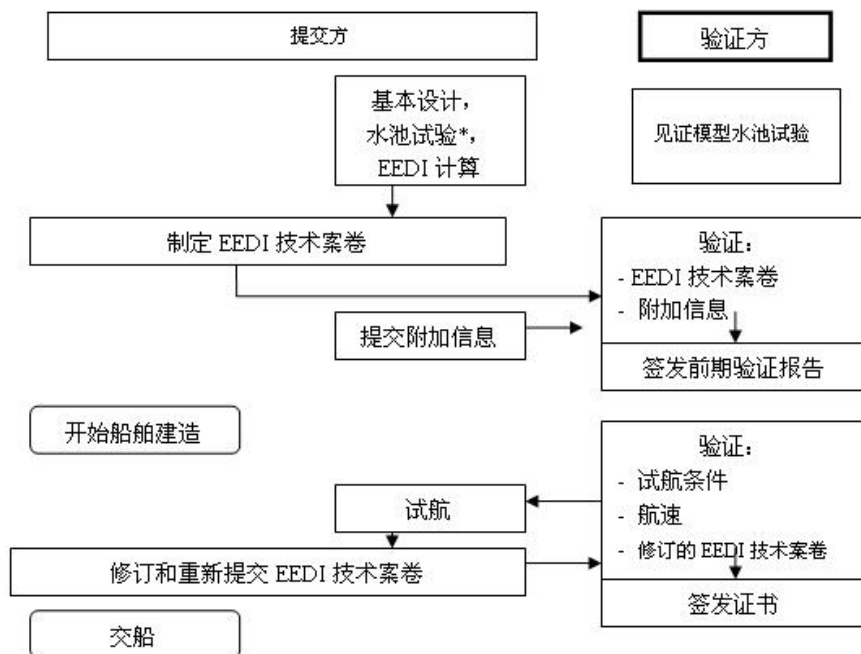 提交方
验证方
基本设计，
水池试验*，
EEDI 计算
见证模型水池试验
制定 EEDI 技术案卷
验证：
- EEDI 技术案卷
- 附加信息
提交附加信息
签发前期验证报告
开始船舶建造
验证：
- 试航条件
- 航速
- 修订的 EEDI 技术案卷
试航
修订和重新提交 EEDI 技术案卷
签发证书
交船